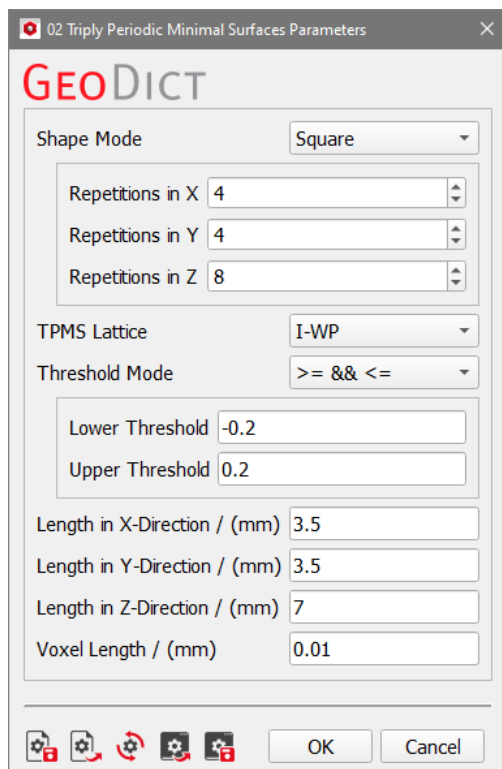 02 Triply Periodic Minimal Surfaces Parameters
GEODICT
Shape Mode Square
Repetitions in X 4
Repetitions in Y 4
Repetitions in Z 8
TPMS Lattice I-WP
Threshold Mode >= && <=
Lower Threshold -0.2
Upper Threshold 0.2
Length in X-Direction / (mm) 3.5
Length in Y-Direction / (mm) 3.5
Length in Z-Direction / (mm) 7
Voxel Length / (mm) 0.01
OK Cancel